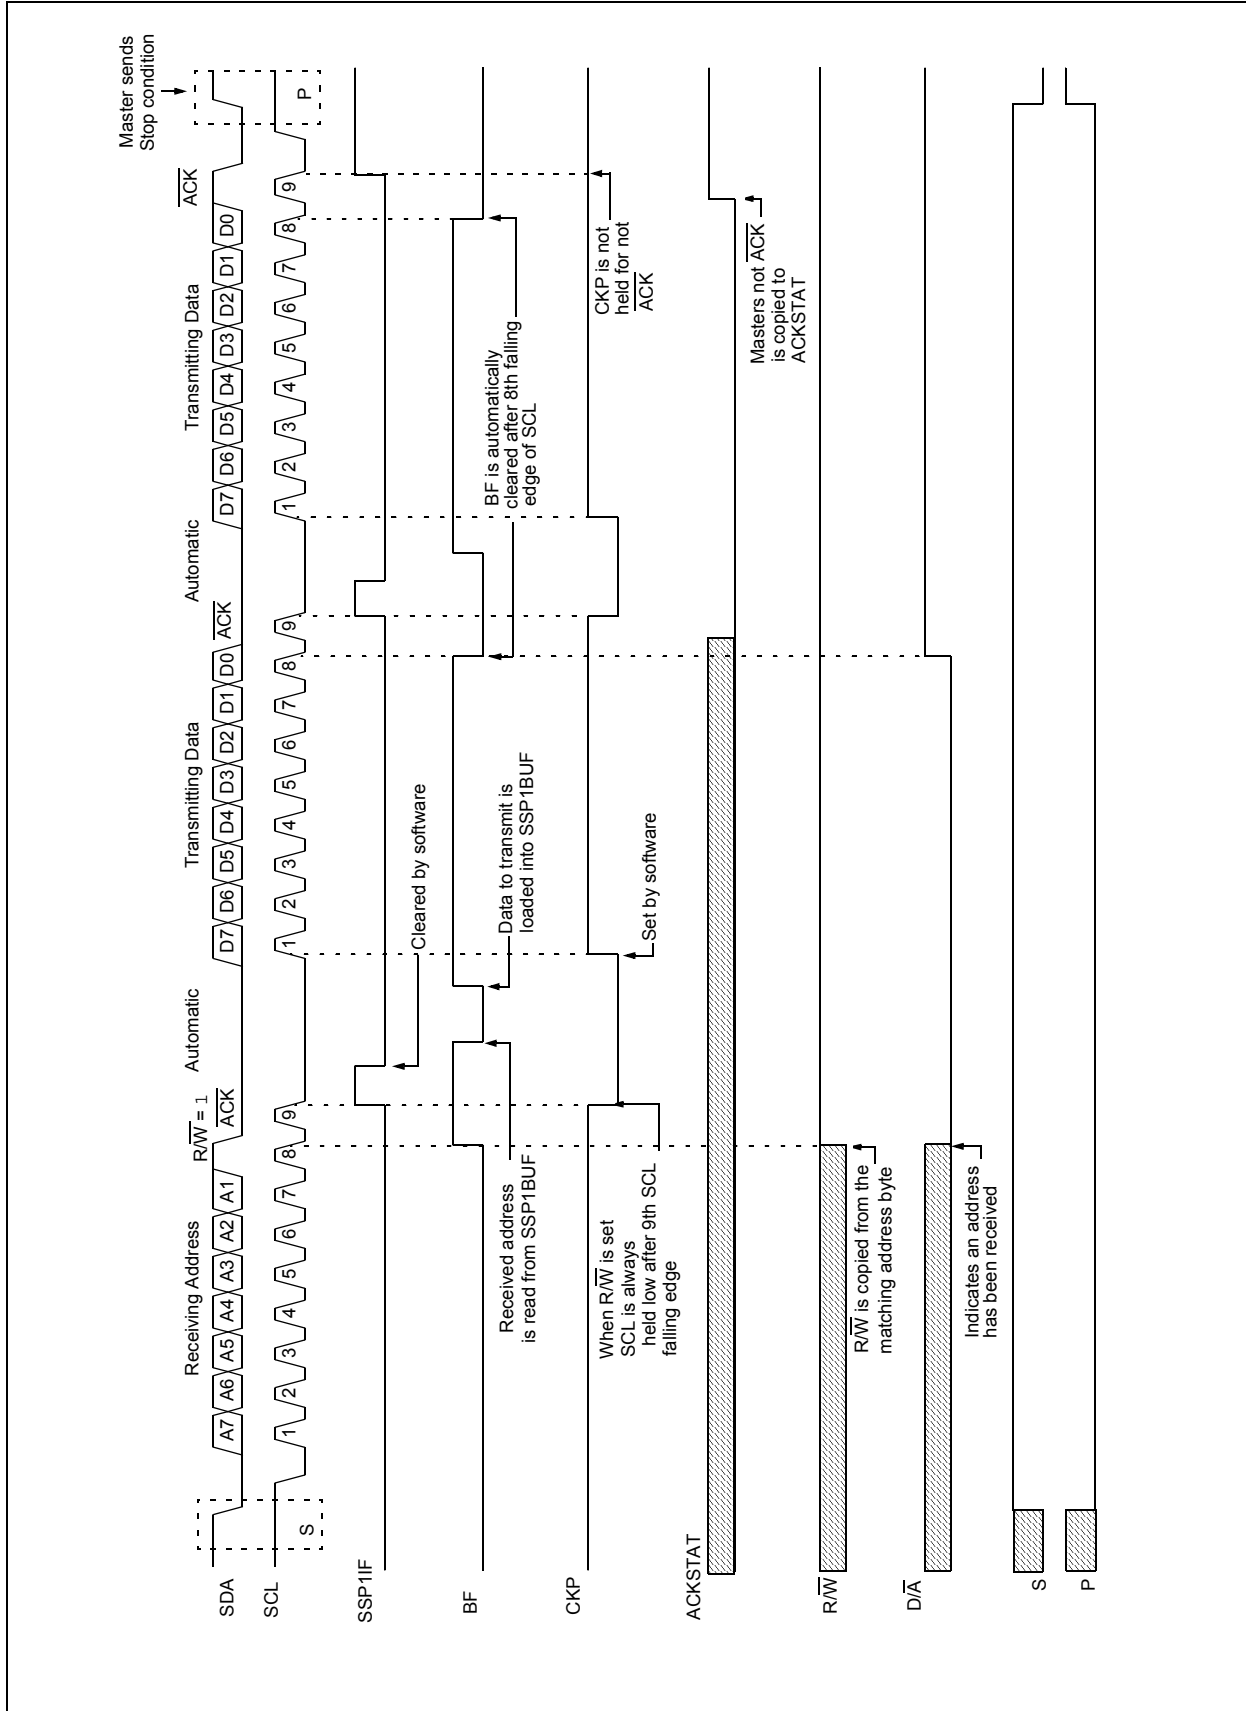 Master sends
Stop condition
Receiving Address
R/W = 1
ACK
Automatic
Transmitting Data
ACK
Automatic
Transmitting Data
ACK
SDA
A7 A6 A5 A4 A3 A2 A1
D7 D6 D5 D4 D3 D2 D1 D0
D7 D6 D5 D4 D3 D2 D1 D0
SCL
S
1 2 3 4 5 6 7 8 9
1 2 3 4 5 6 7 8 9
1 2 3 4 5 6 7 8 9
P
SSP1IF
Cleared by software
BF
Received address
is read from SSP1BUF
Data to transmit is
loaded into SSP1BUF
BF is automatically
cleared after 8th falling
edge of SCL
CKP
When R/W is set
SCL is always
held low after 9th SCL
falling edge
Set by software
CKP is not
held for not
ACK
ACKSTAT
Masters not ACK
is copied to
ACKSTAT
R/W
R/W is copied from the
matching address byte
D/A
Indicates an address
has been received
S
P